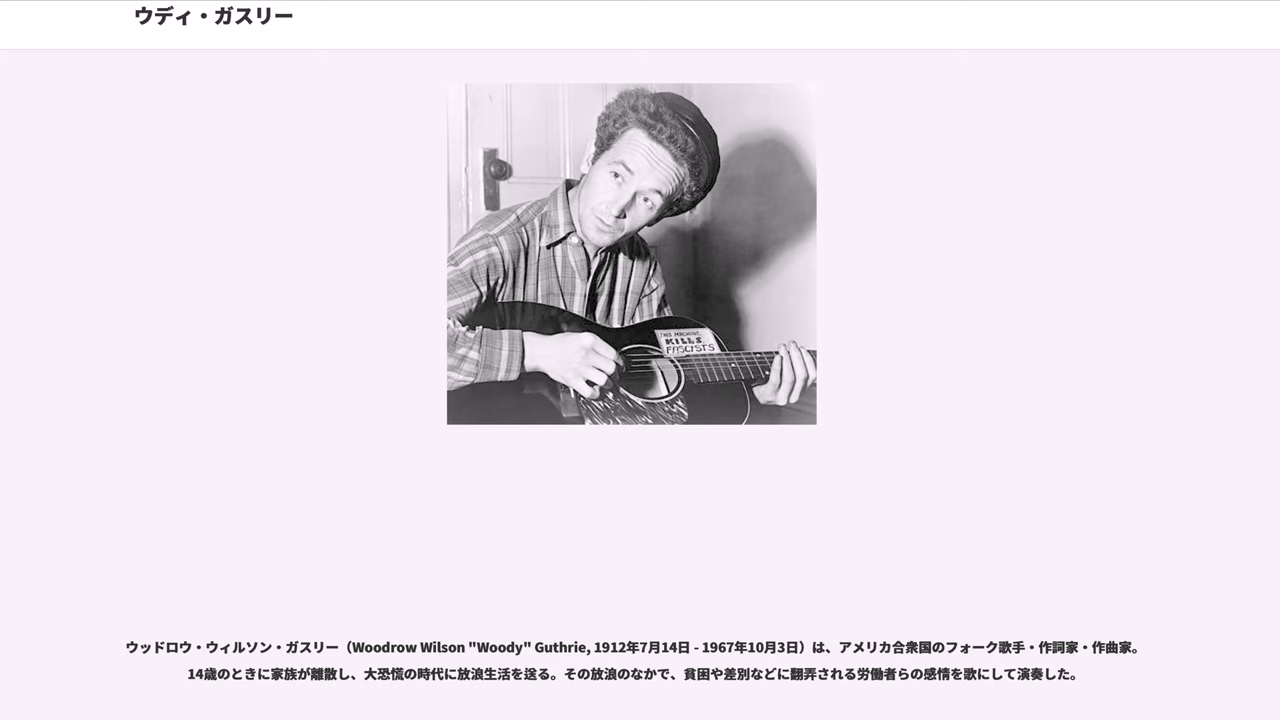 ウディ・ガスリー
THIS MACHINE
KILLS
FASCISTS
ウッドロウ・ウィルソン・ガスリー（Woodrow Wilson "Woody" Guthrie, 1912年7月14日 - 1967年10月3日）は、アメリカ合衆国のフォーク歌手・作詞家・作曲家。
14歳のときに家族が離散し、大恐慌の時代に放浪生活を送る。その放浪のなかで、貧困や差別などに翻弄される労働者らの感情を歌にして演奏した。